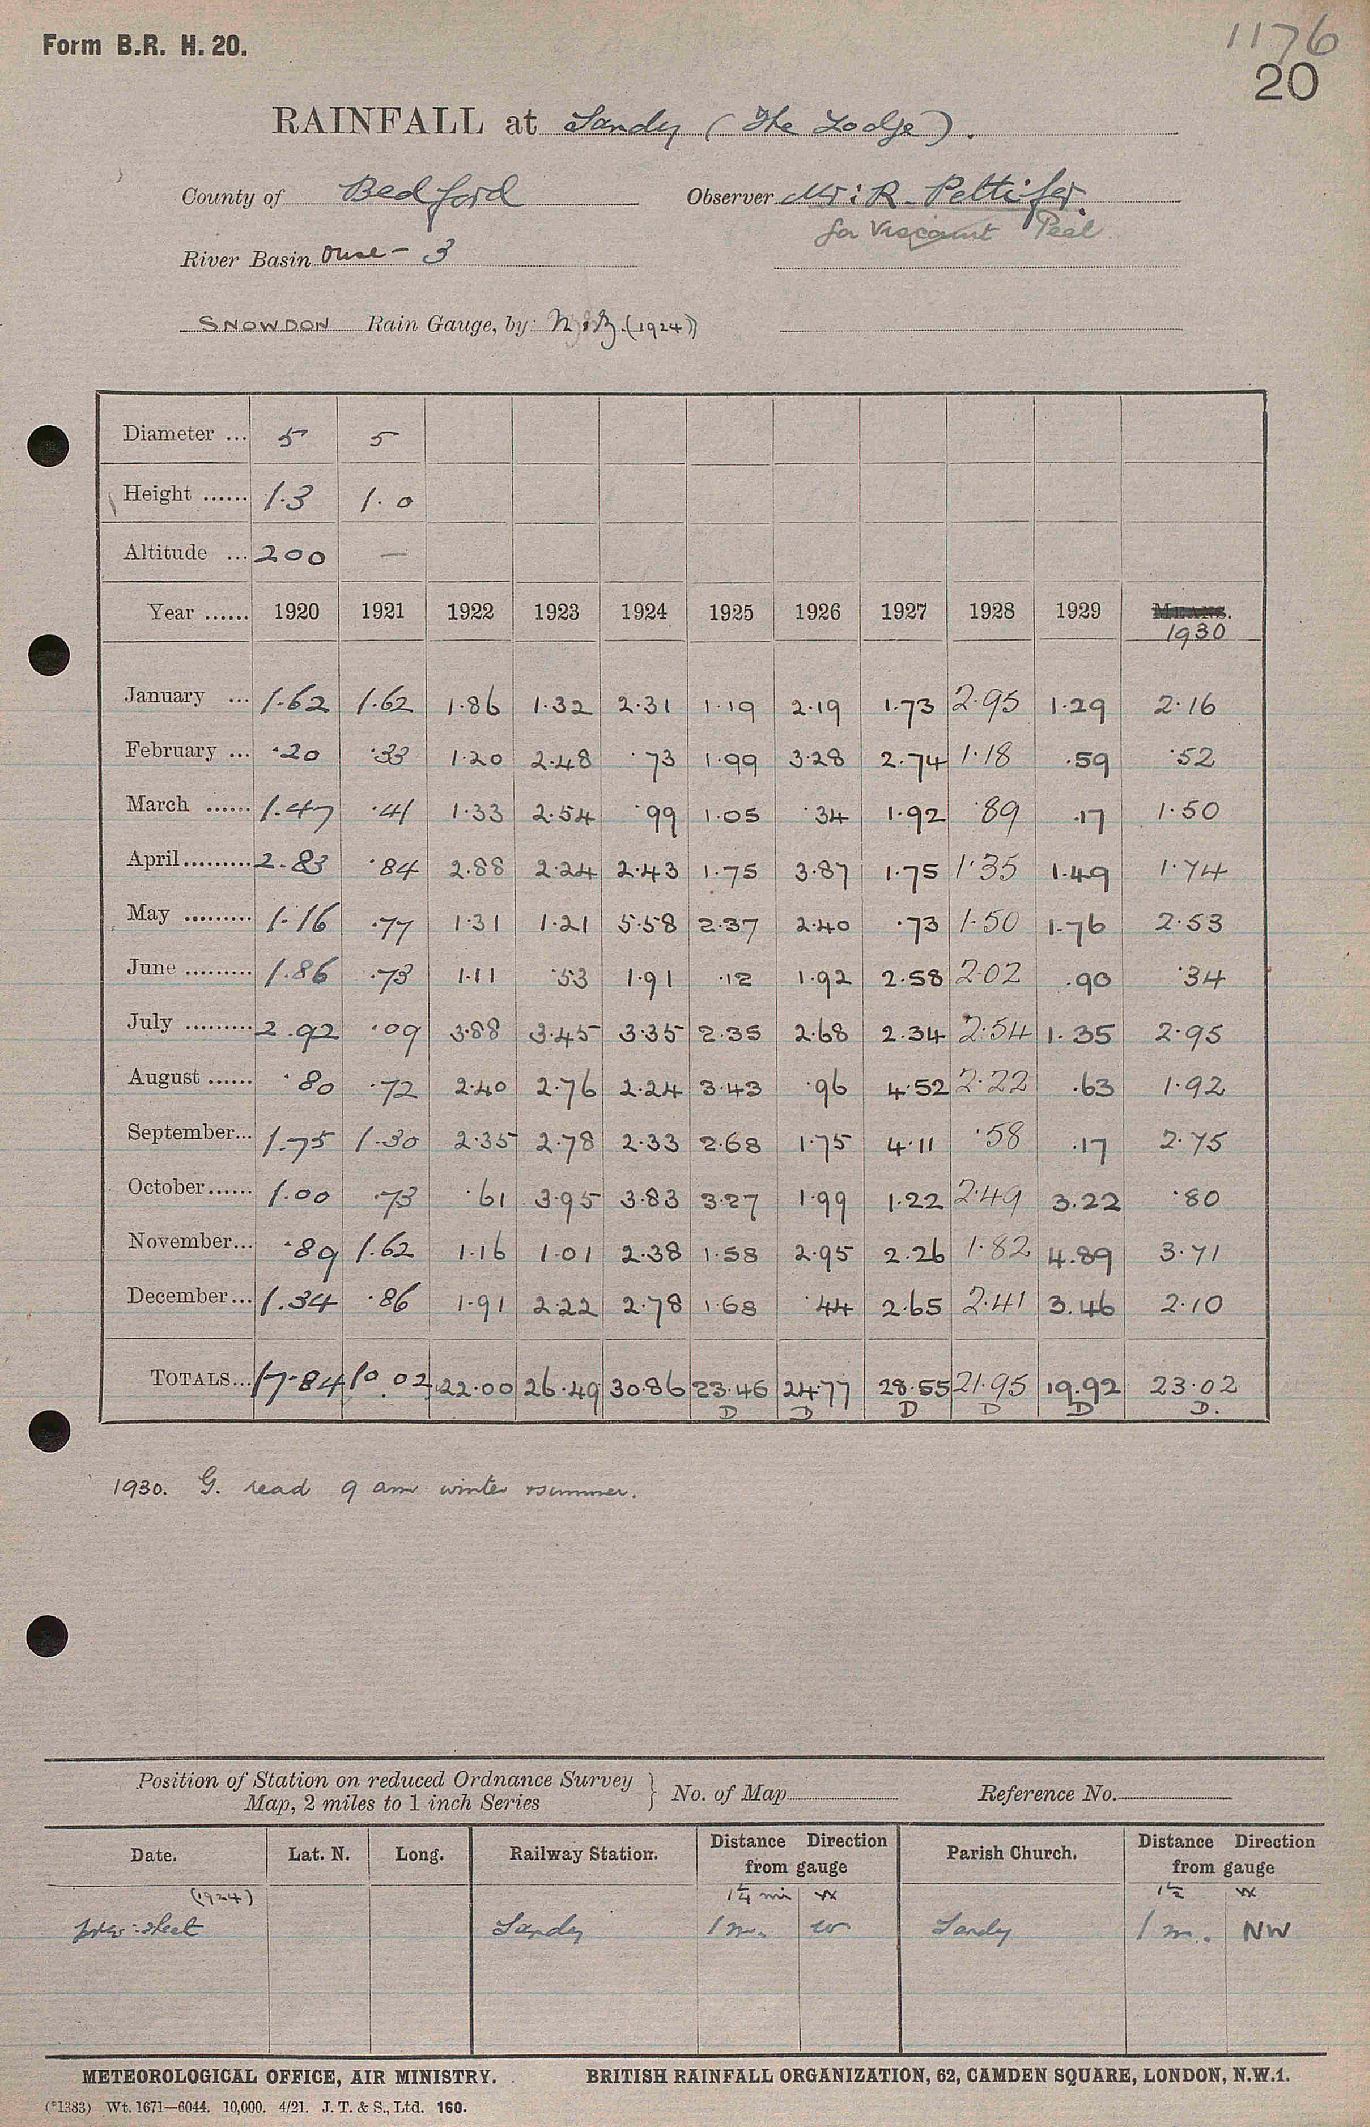 Form B.R. H. 20.
1176
20
RAINFALL at Sandy (The Lodge).
County of Bedford Observer Mr: R. Pettifer.
for Viscount Peel
River Basin Ouse - 3
SNOWDON Rain Gauge, by: (1924)
Diameter ... 5 5
Height ...... 1.3 1.0
Altitude ... 200 —
Year ...... 1920 1921 1922 1923 1924 1925 1926 1927 1928 1929 MEANS.
1930
January ... 1.62 1.62 1.86 1.32 2.31 1.19 2.19 1.73 2.95 1.29 2.16
February ... .20 .33 1.20 2.48 .73 1.99 3.28 2.74 1.18 .59 .52
March ...... 1.47 .41 1.33 2.54 .99 1.05 .34 1.92 .89 .17 1.50
April......... 2.83 .84 2.88 2.24 2.43 1.75 3.87 1.75 1.35 1.49 1.74
May ......... 1.16 .77 1.31 1.21 5.58 2.37 2.40 .73 1.50 1.76 2.53
June ......... 1.86 .73 1.11 .53 1.91 .12 1.92 2.58 2.02 .90 .34
July ......... 2.92 .09 3.88 3.45 3.35 2.35 2.68 2.34 2.54 1.35 2.95
August ...... .80 .72 2.40 2.76 2.24 3.43 .96 4.52 2.22 .63 1.92
September... 1.75 1.30 2.35 2.78 2.33 2.68 1.75 4.11 .58 .17 2.75
October...... 1.00 .73 .61 3.95 3.83 3.27 1.99 1.22 2.49 3.22 .80
November... .89 1.62 1.16 1.01 2.38 1.58 2.95 2.26 1.82 4.89 3.71
December... 1.34 .86 1.91 2.22 2.78 1.68 .44 2.65 2.41 3.46 2.10
TOTALS... 17.84 10.02 22.00 26.49 30.86 23.46 24.77 28.55 21.95 19.92 23.02
D D D D D D.
1930. G. read 9 am winter & summer.
Position of Station on reduced Ordnance Survey
Map, 2 miles to 1 inch Series } No. of Map Reference No.
Date. Lat. N. Long. Railway Station. Distance Direction Parish Church. Distance Direction
from gauge from gauge
(1924) 1¼ mi W 1½ W
prev: sheet Sandy 1 m. W Sandy 1 m. NW
METEOROLOGICAL OFFICE, AIR MINISTRY. BRITISH RAINFALL ORGANIZATION, 62, CAMDEN SQUARE, LONDON, N.W.1.
(*1383) Wt. 1671—6044. 10,000. 4/21. J. T. & S., Ltd. 160.